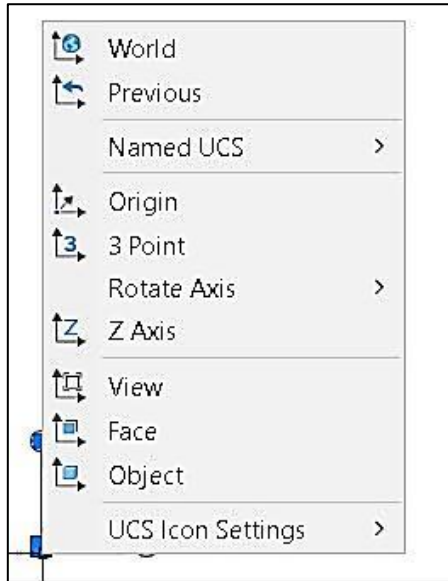 World
Previous
Named UCS
Origin
3 Point
Rotate Axis
Z Axis
View
Face
Object
UCS Icon Settings